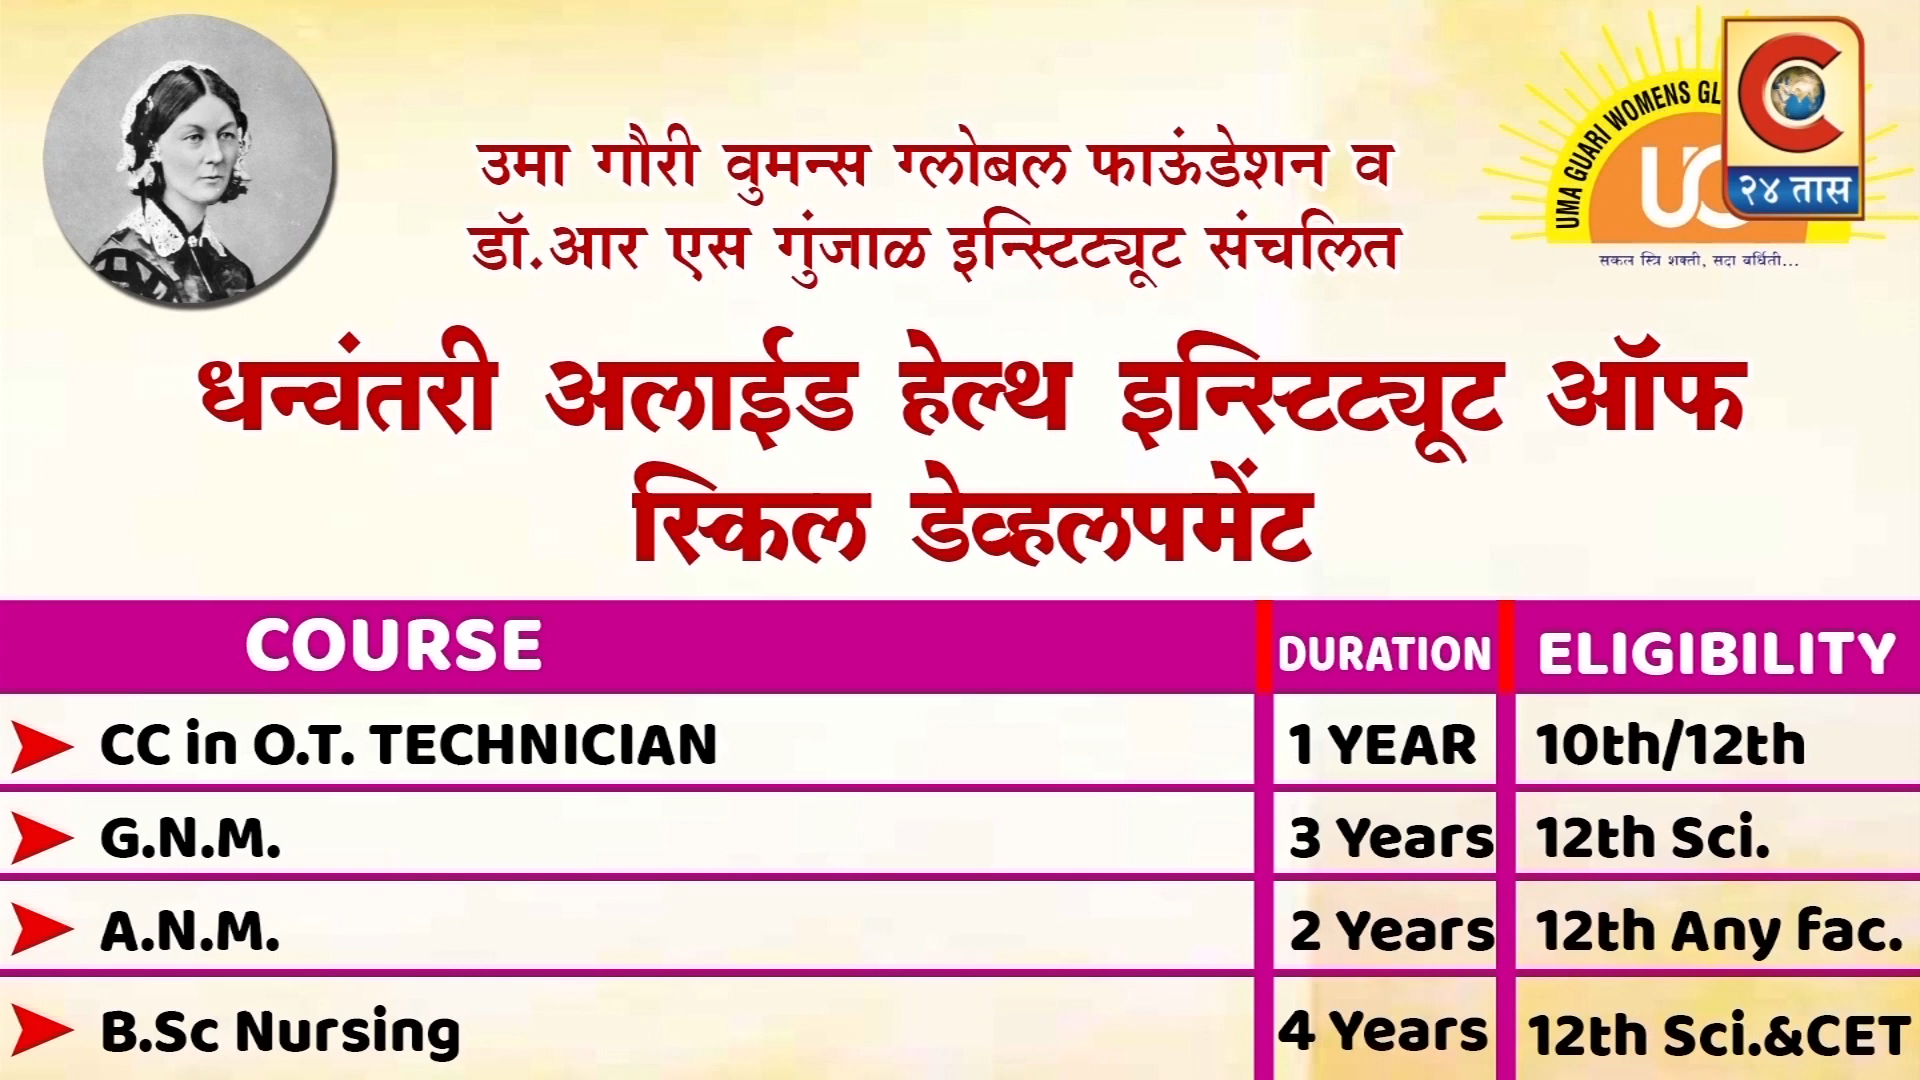 उमा गौरी वुमन्स ग्लोबल फाऊंडेशन व
डॉ.आर एस गुंजाळ इन्स्टिट्यूट संचलित
धन्वंतरी अलाईड हेल्थ इन्स्टिट्यूट ऑफ
स्किल डेव्हलपमेंट
UMA GUARI WOMENS
२४ तास
सकल स्त्रि शक्ती, सदा वर्धिती...
COURSE DURATION ELIGIBILITY
CC in O.T. TECHNICIAN 1 YEAR 10th/12th
G.N.M. 3 Years 12th Sci.
A.N.M. 2 Years 12th Any fac.
B.Sc Nursing 4 Years 12th Sci.&CET